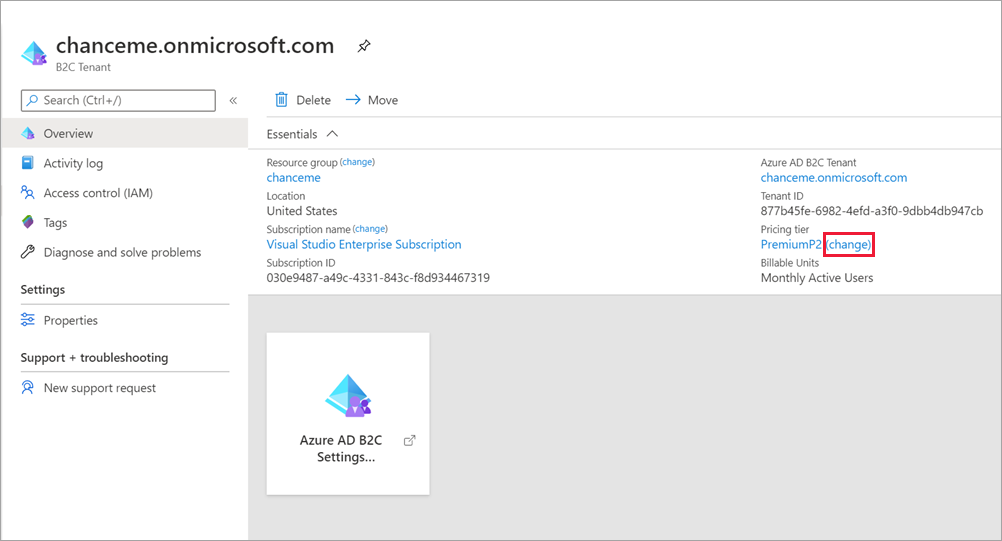 chanceme.onmicrosoft.com
B2C Tenant
Search (Ctrl+/)
«
Overview
Activity log
Access control (IAM)
Tags
Diagnose and solve problems
Settings
Properties
Support + troubleshooting
New support request
Delete
Move
Essentials
Resource group (change)
chanceme
Location
United States
Subscription name (change)
Visual Studio Enterprise Subscription
Subscription ID
030e9487-a49c-4331-843c-f8d934467319
Azure AD B2C Tenant
chanceme.onmicrosoft.com
Tenant ID
877b45fe-6982-4efd-a3f0-9dbb4db947cb
Pricing tier
PremiumP2 (change)
Billable Units
Monthly Active Users
Azure AD B2C
Settings...